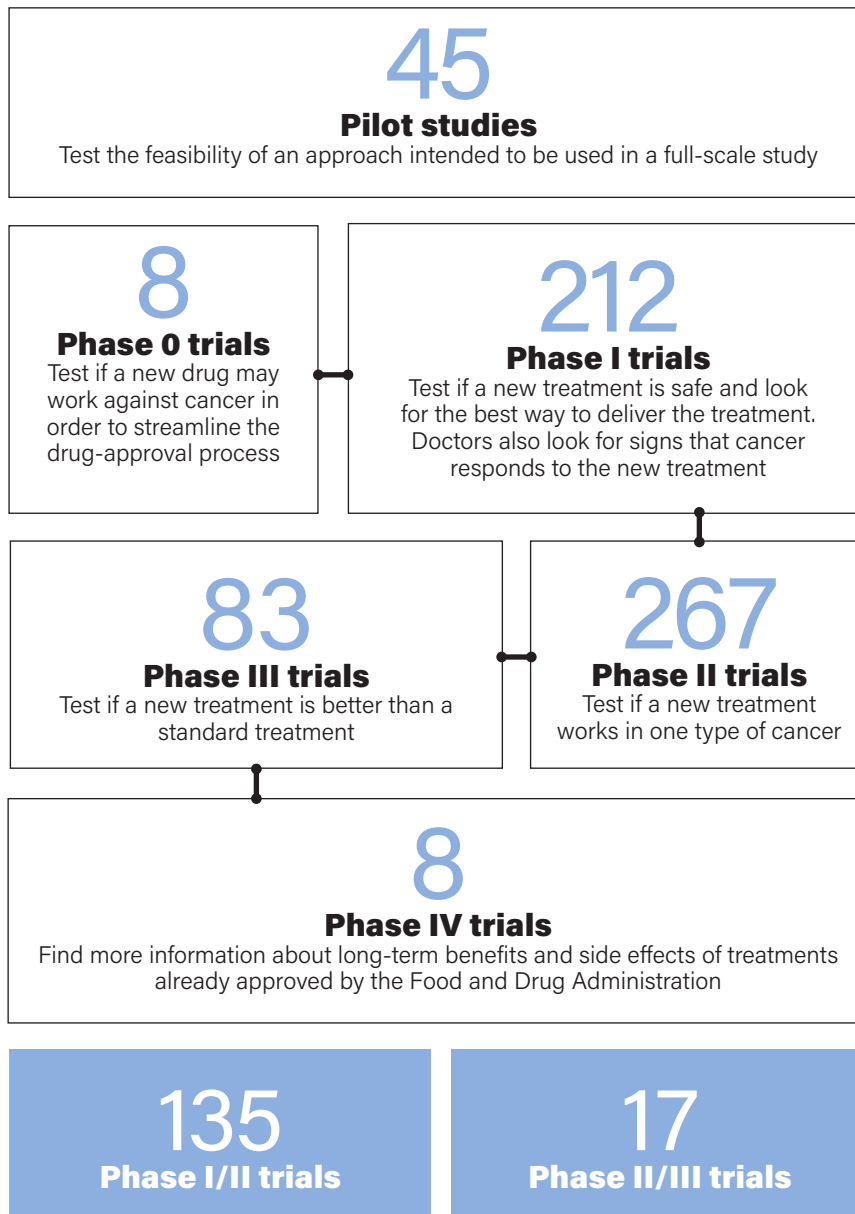 45
Pilot studies
Test the feasibility of an approach intended to be used in a full-scale study
8
Phase 0 trials
Test if a new drug may
work against cancer in
order to streamline the
drug-approval process
212
Phase I trials
Test if a new treatment is safe and look
for the best way to deliver the treatment.
Doctors also look for signs that cancer
responds to the new treatment
83
Phase III trials
Test if a new treatment is better than a
standard treatment
267
Phase II trials
Test if a new treatment
works in one type of cancer
8
Phase IV trials
Find more information about long-term benefits and side effects of treatments
already approved by the Food and Drug Administration
135
Phase I/II trials
17
Phase II/III trials